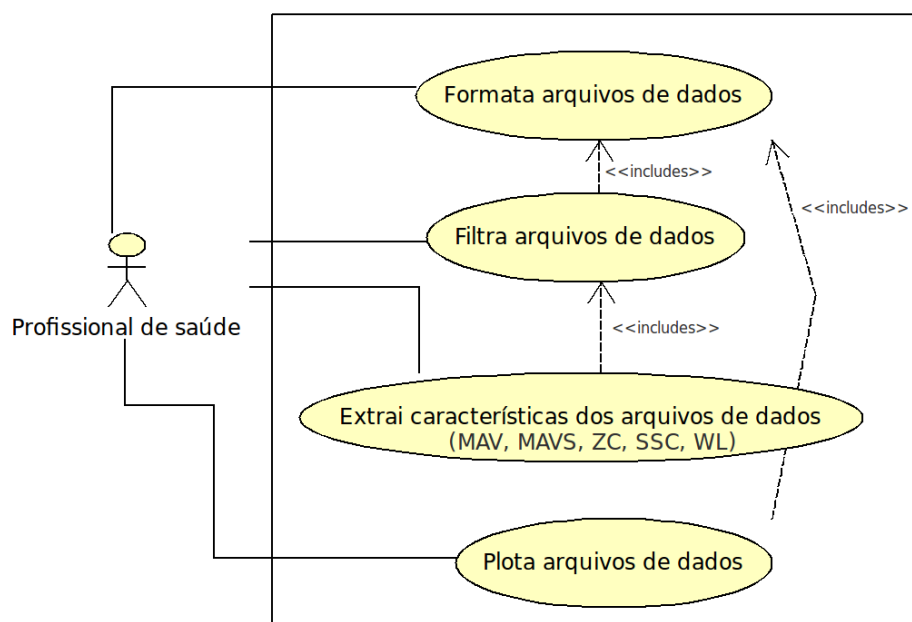 Formata arquivos de dados
<<includes>>
<<includes>>
Filtra arquivos de dados
Profissional de saúde
<<includes>>
Extrai caracterísficas dos arquivos de dados
(MAV, MAVS, ZC, SSC, WL)
Plota arquivos de dados